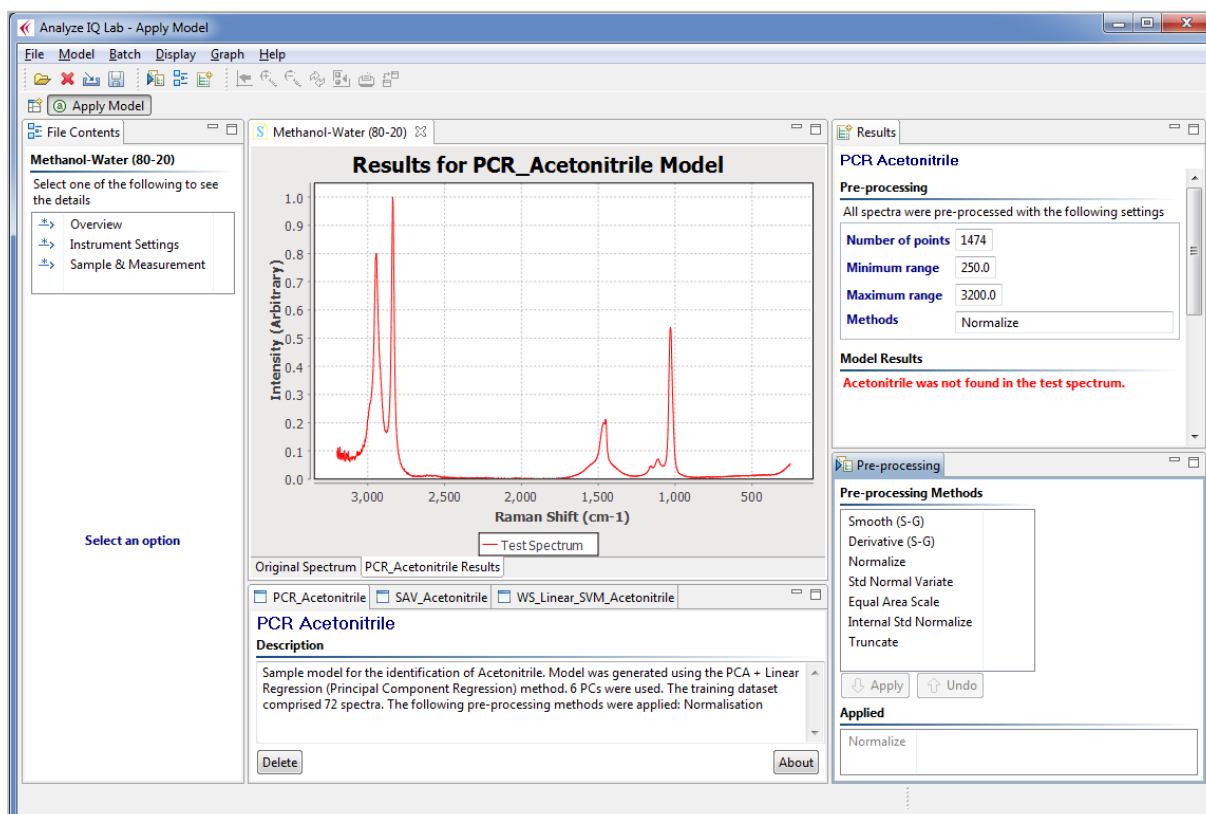 Analyze IQ Lab - Apply Model
File Model Batch Display Graph Help
Apply Model
File Contents
Methanol-Water (80-20)
Select one of the following to see
the details
Overview
Instrument Settings
Sample & Measurement
Select an option
Methanol-Water (80-20)
Results for PCR_Acetonitrile Model
Intensity (Arbitrary)
1.0
0.9
0.8
0.7
0.6
0.5
0.4
0.3
0.2
0.1
0.0
3,000 2,500 2,000 1,500 1,000 500
Raman Shift (cm-1)
Test Spectrum
Original Spectrum PCR_Acetonitrile Results
PCR_Acetonitrile SAV_Acetonitrile WS_Linear_SVM_Acetonitrile
PCR Acetonitrile
Description
Sample model for the identification of Acetonitrile. Model was generated using the PCA + Linear
Regression (Principal Component Regression) method. 6 PCs were used. The training dataset
comprised 72 spectra. The following pre-processing methods were applied: Normalisation
Delete About
Results
PCR Acetonitrile
Pre-processing
All spectra were pre-processed with the following settings
Number of points 1474
Minimum range 250.0
Maximum range 3200.0
Methods Normalize
Model Results
Acetonitrile was not found in the test spectrum.
Pre-processing
Pre-processing Methods
Smooth (S-G)
Derivative (S-G)
Normalize
Std Normal Variate
Equal Area Scale
Internal Std Normalize
Truncate
Apply Undo
Applied
Normalize